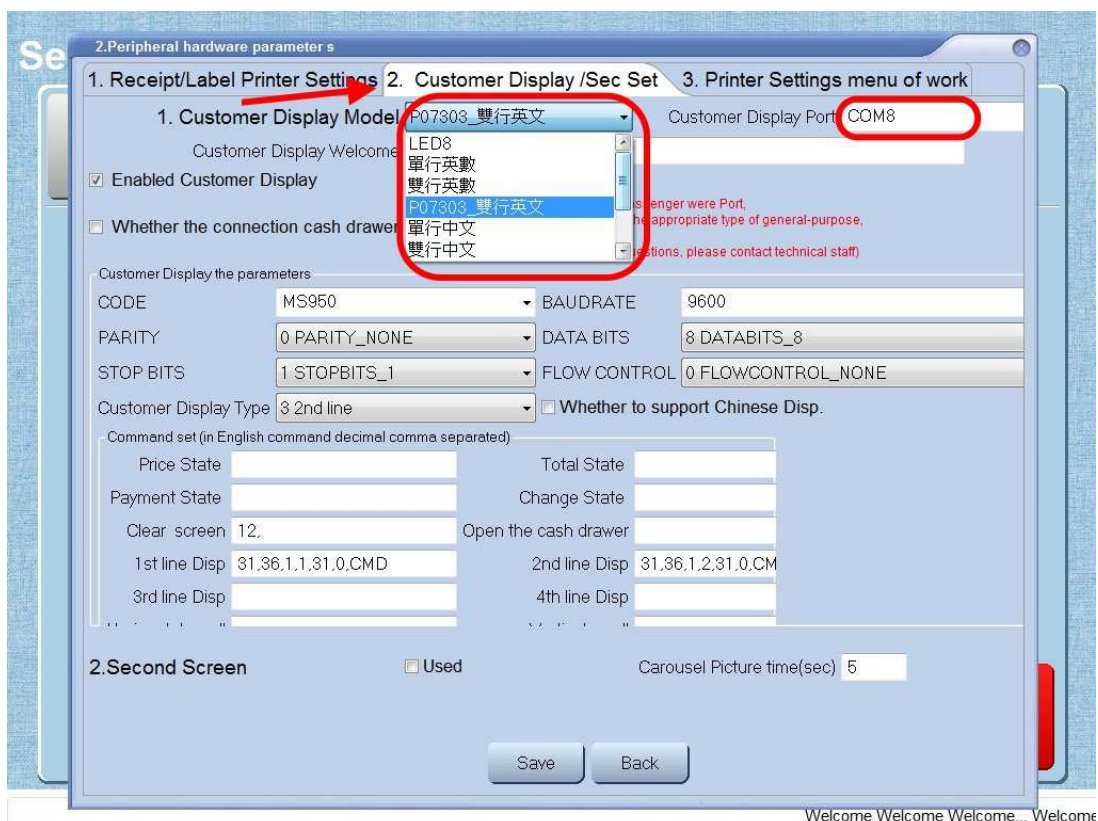 Se
2.Peripheral hardware parameter s
1. Receipt/Label Printer Settings 2. Customer Display /Sec Set 3. Printer Settings menu of work
1. Customer Display Model P07303_雙行英文 Customer Display Port COM8
Customer Display Welcome
LED8
單行英數
雙行英數
P07303_雙行英文
單行中文
雙行中文
Enabled Customer Display
Whether the connection cash drawer
enger were Port,
appropriate type of general-purpose,
estions, please contact technical staff)
Customer Display the parameters
CODE MS950 BAUDRATE 9600
PARITY 0 PARITY_NONE DATA BITS 8 DATABITS_8
STOP BITS 1 STOPBITS_1 FLOW CONTROL 0 FLOWCONTROL_NONE
Customer Display Type 3 2nd line Whether to support Chinese Disp.
Command set (in English command decimal comma separated)
Price State Total State
Payment State Change State
Clear screen 12, Open the cash drawer
1st line Disp 31,36,1,1,31,0,CMD 2nd line Disp 31,36,1,2,31,0,CM
3rd line Disp 4th line Disp
2.Second Screen Used Carousel Picture time(sec) 5
Save Back
Welcome Welcome Welcome... Welcome